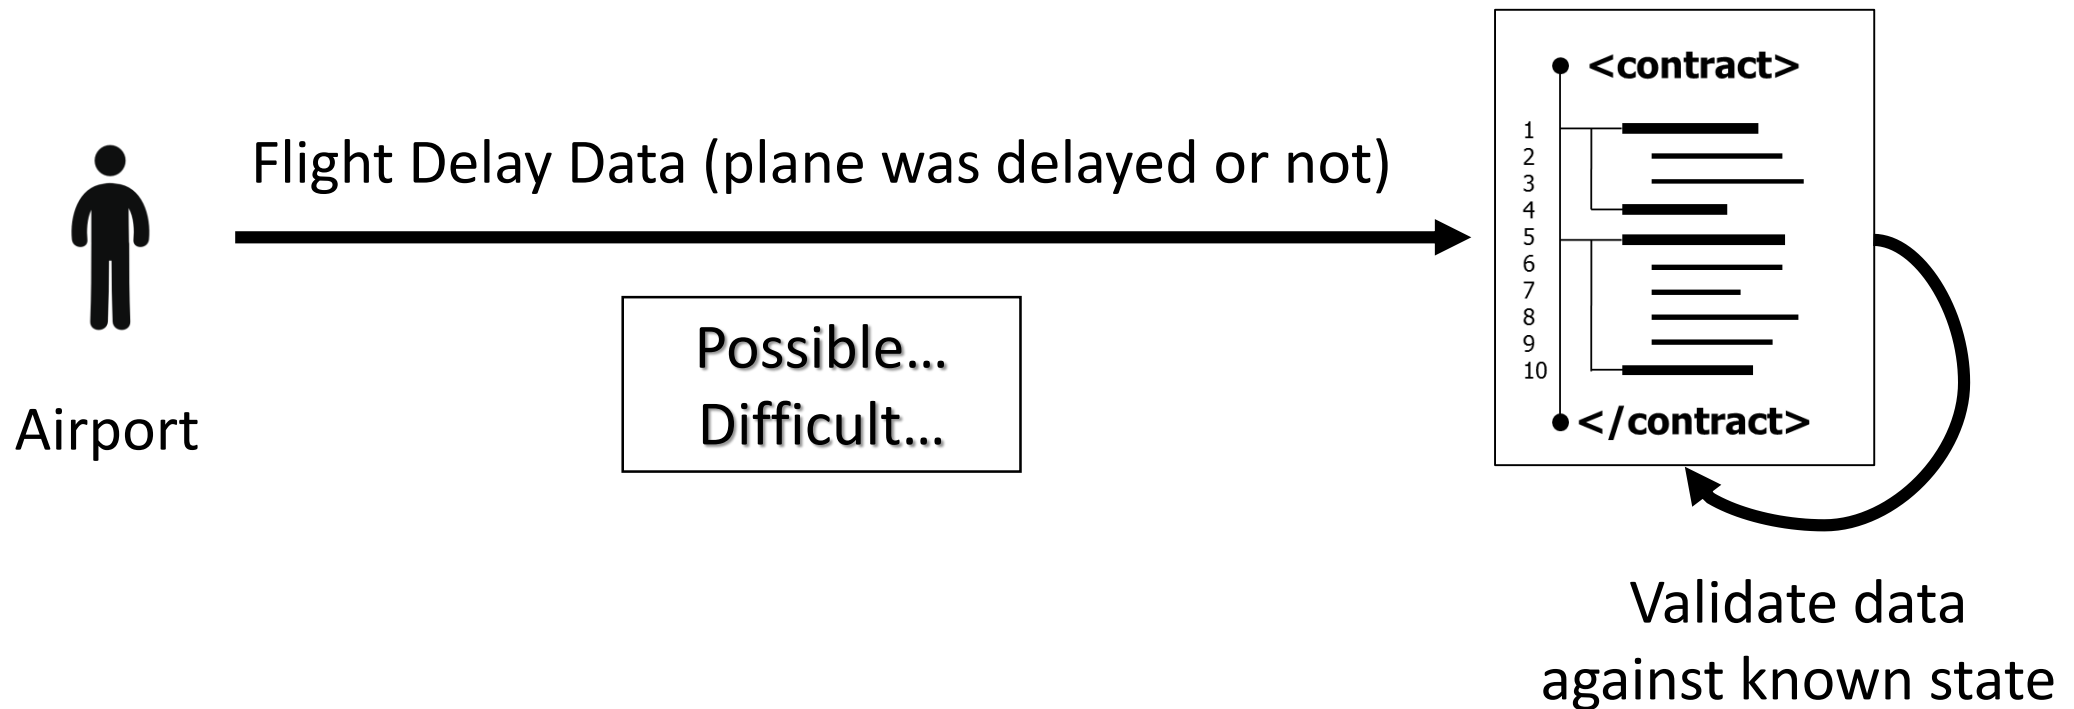 Airport
Flight Delay Data (plane was delayed or not)
Possible...
Difficult...
<contract>
1
2
3
4
5
6
7
8
9
10
</contract>
Validate data
against known state